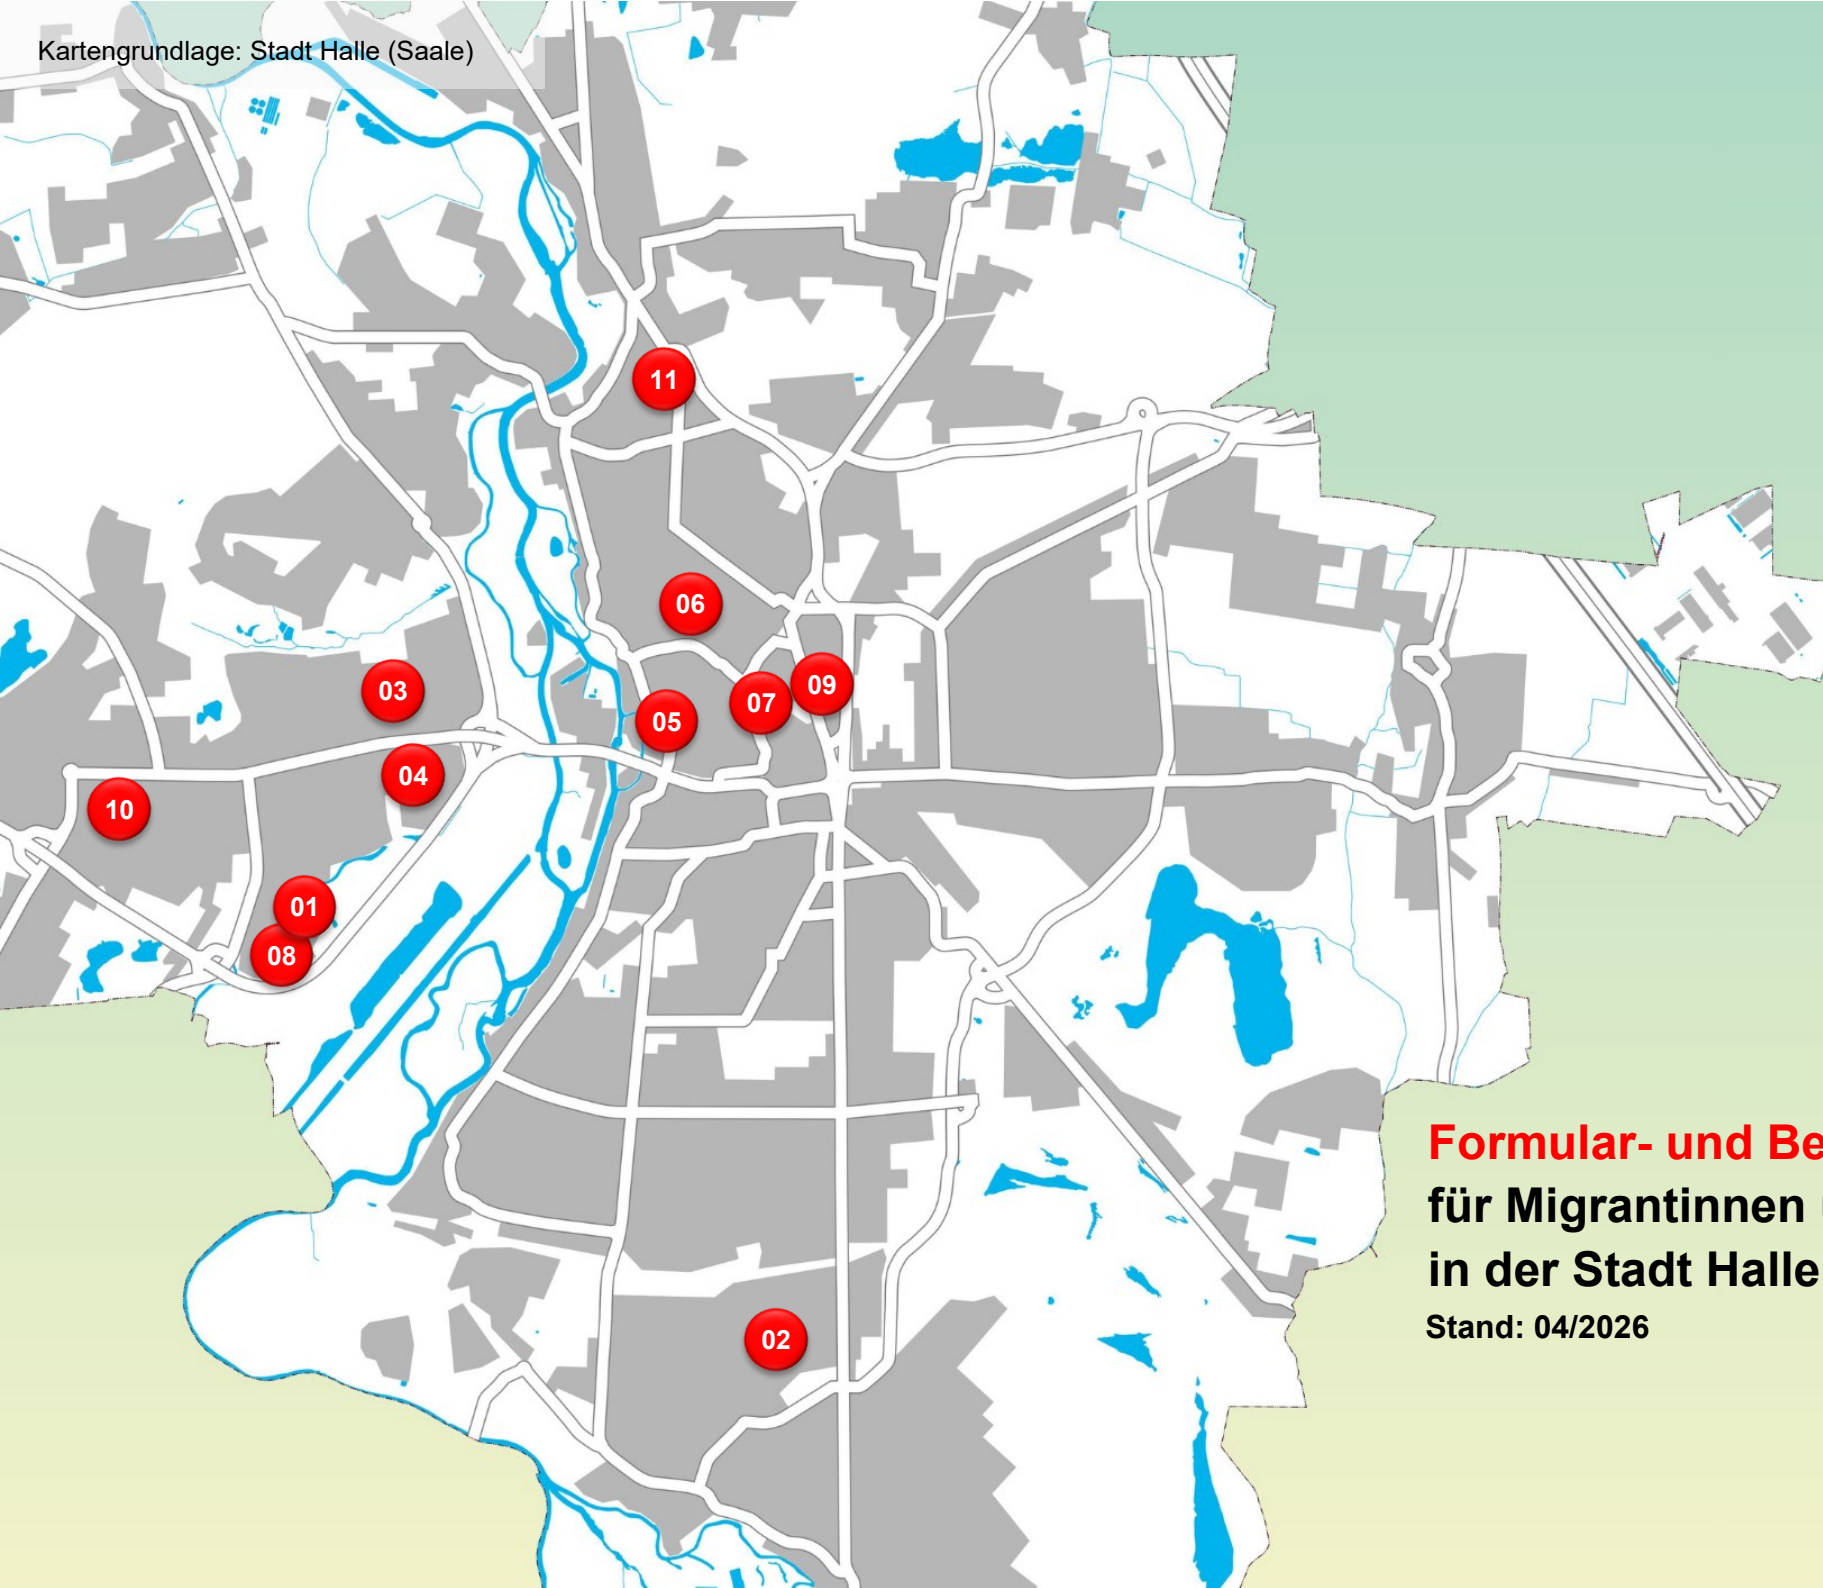 Kartengrundlage: Stadt Halle (Saale)
11
06
03
09
07
05
04
10
01
08
Formular- und Be
für Migrantinnen
in der Stadt Halle
Stand: 04/2026
02